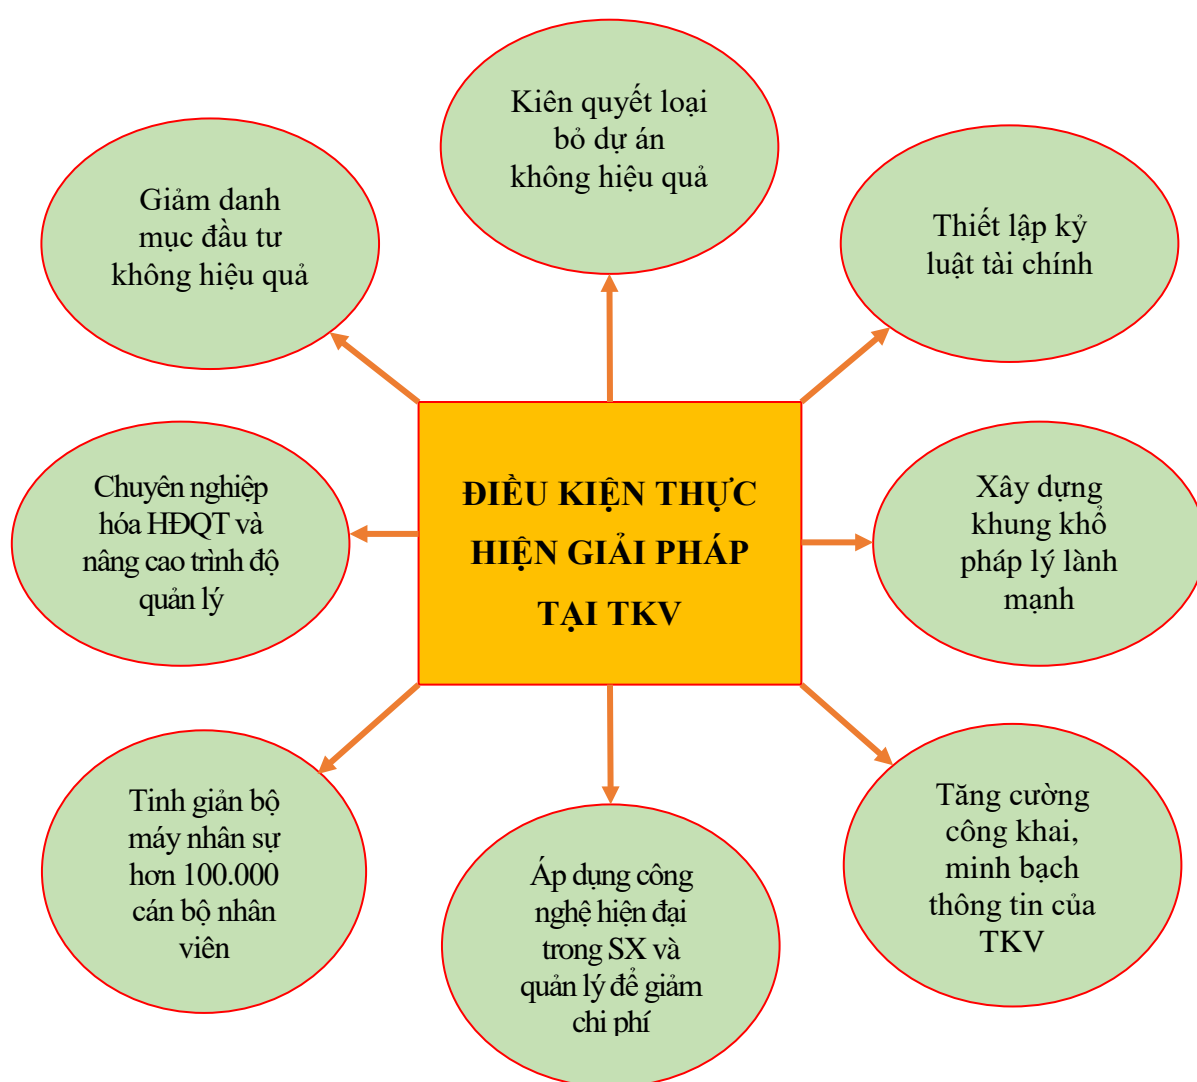 Kiên quyết loại
bỏ dự án
không hiệu quả
Giảm danh
mục đầu tư
không hiệu quả
Thiết lập kỷ
luật tài chính
Chuyên nghiệp
hóa HĐQT và
nâng cao trình độ
quản lý
ĐIỀU KIỆN THỰC
HIỆN GIẢI PHÁP
TẠI TKV
Xây dựng
khung khổ
pháp lý lành
mạnh
Tinh giản bộ
máy nhân sự
hơn 100.000
cán bộ nhân
viên
Áp dụng công
nghệ hiện đại
trong SX và
quản lý để giảm
chi phí
Tăng cường
công khai,
minh bạch
thông tin của
TKV